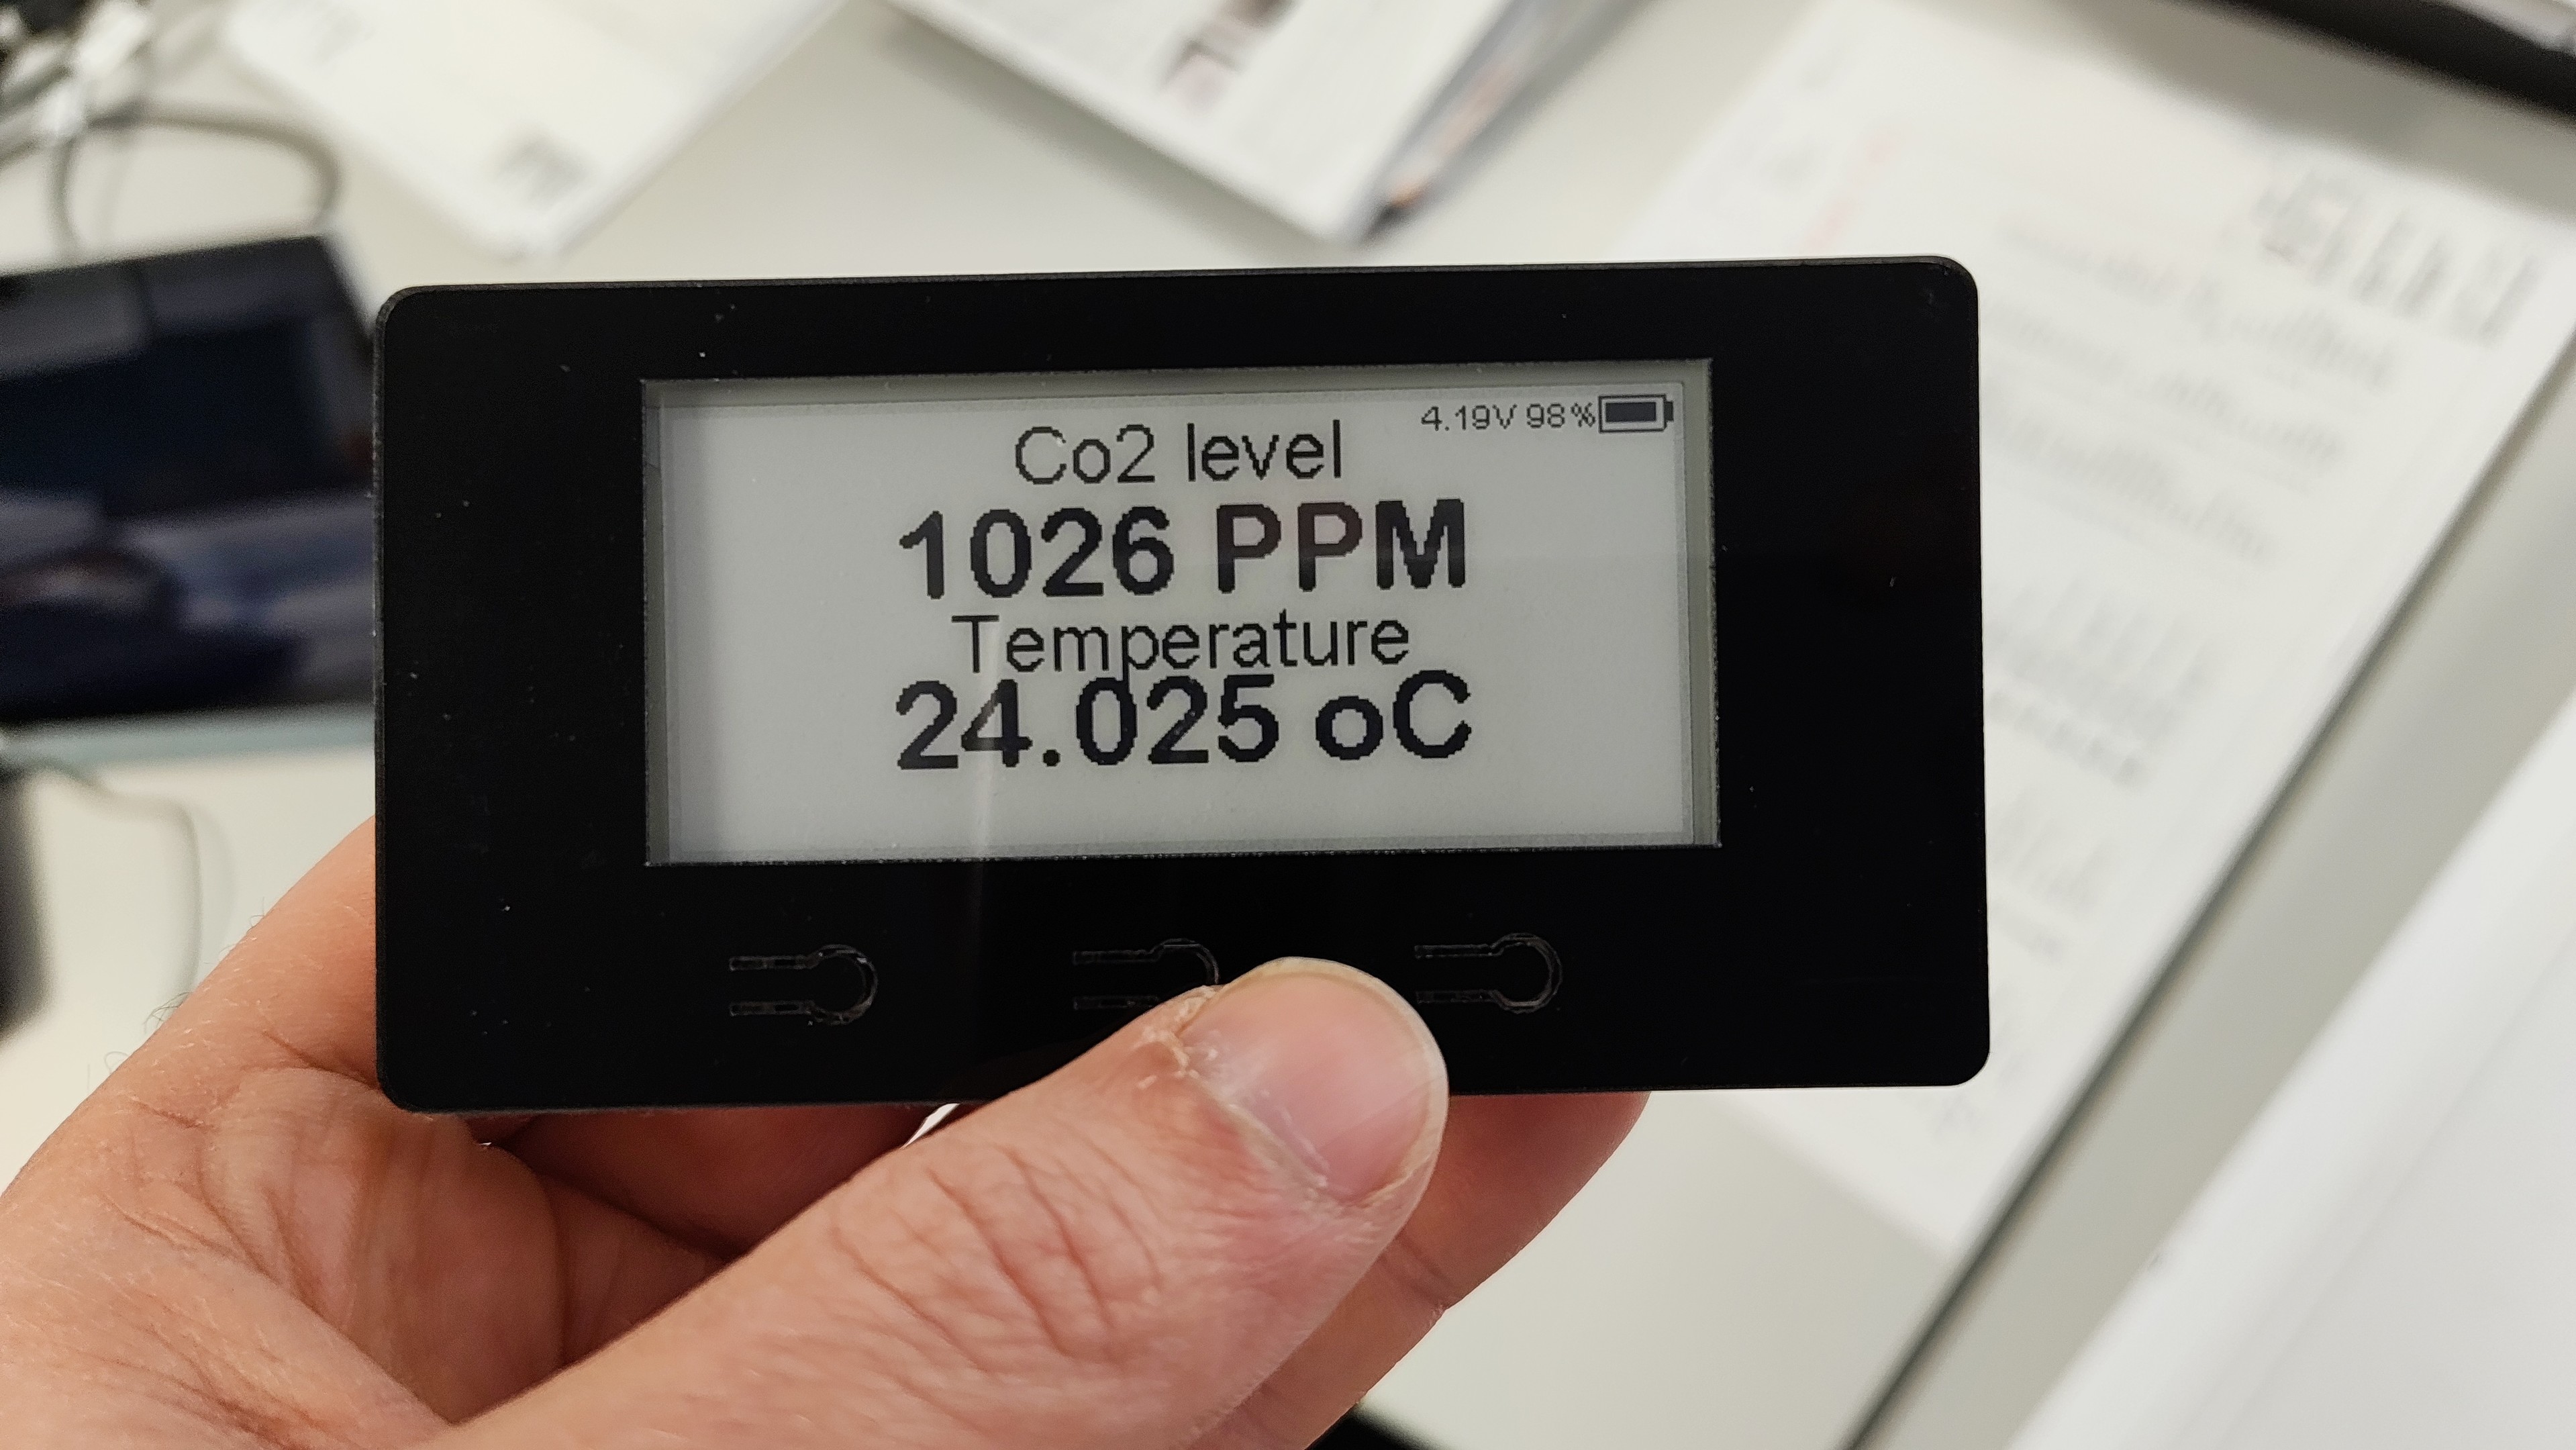 4.19V 98%
Co2 level
1026 PPM
Temperature
24.025 oC